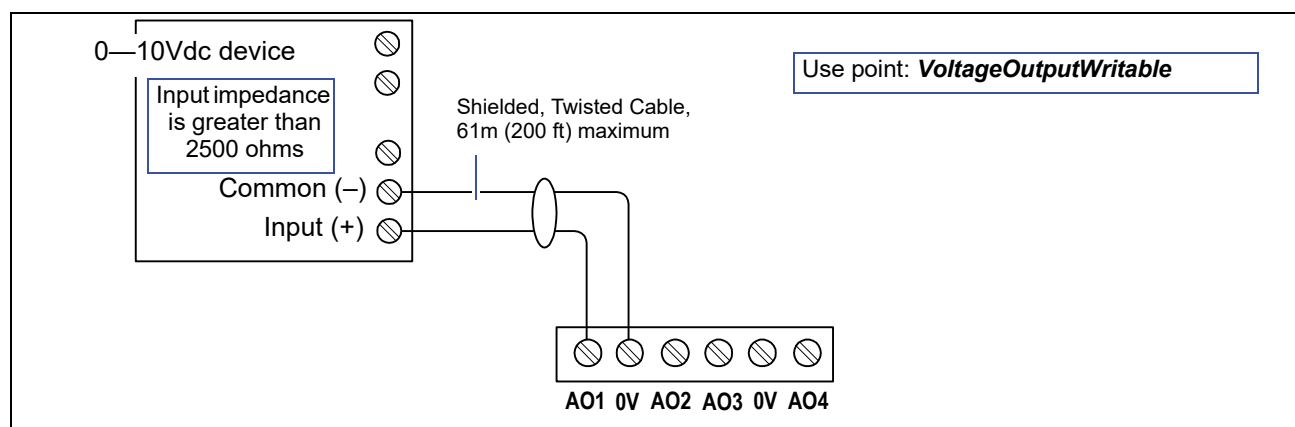 0—10Vdc device
Input impedance
is greater than
2500 ohms
Common (–)
Input (+)
Shielded, Twisted Cable,
61m (200 ft) maximum
Use point: VoltageOutputWritable
AO1 0V AO2 AO3 0V AO4